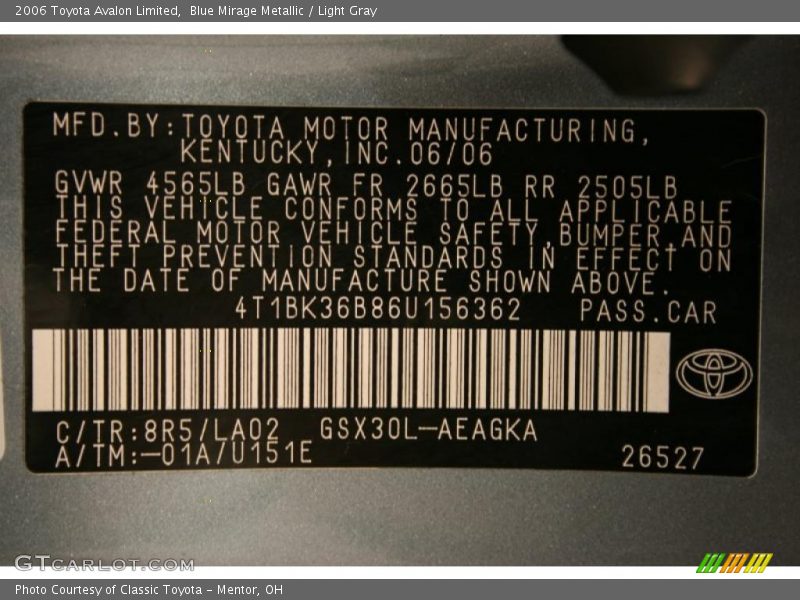 2006 Toyota Avalon Limited,  Blue Mirage Metallic / Light Gray
MFD.BY:TOYOTA MOTOR MANUFACTURING,
KENTUCKY,INC.06/06
GVWR 4565LB GAWR FR 2665LB RR 2505LB
THIS VEHICLE CONFORMS TO ALL APPLICABLE
FEDERAL MOTOR VEHICLE SAFETY,BUMPER,AND
THEFT PREVENTION STANDARDS IN EFFECT ON
THE DATE OF MANUFACTURE SHOWN ABOVE.
4T1BK36B86U156362 PASS.CAR
C/TR:8R5/LA02 GSX30L-AEAGKA
A/TM:-01A/U151E 26527
GTCARLOT.COM
Photo Courtesy of Classic Toyota - Mentor, OH